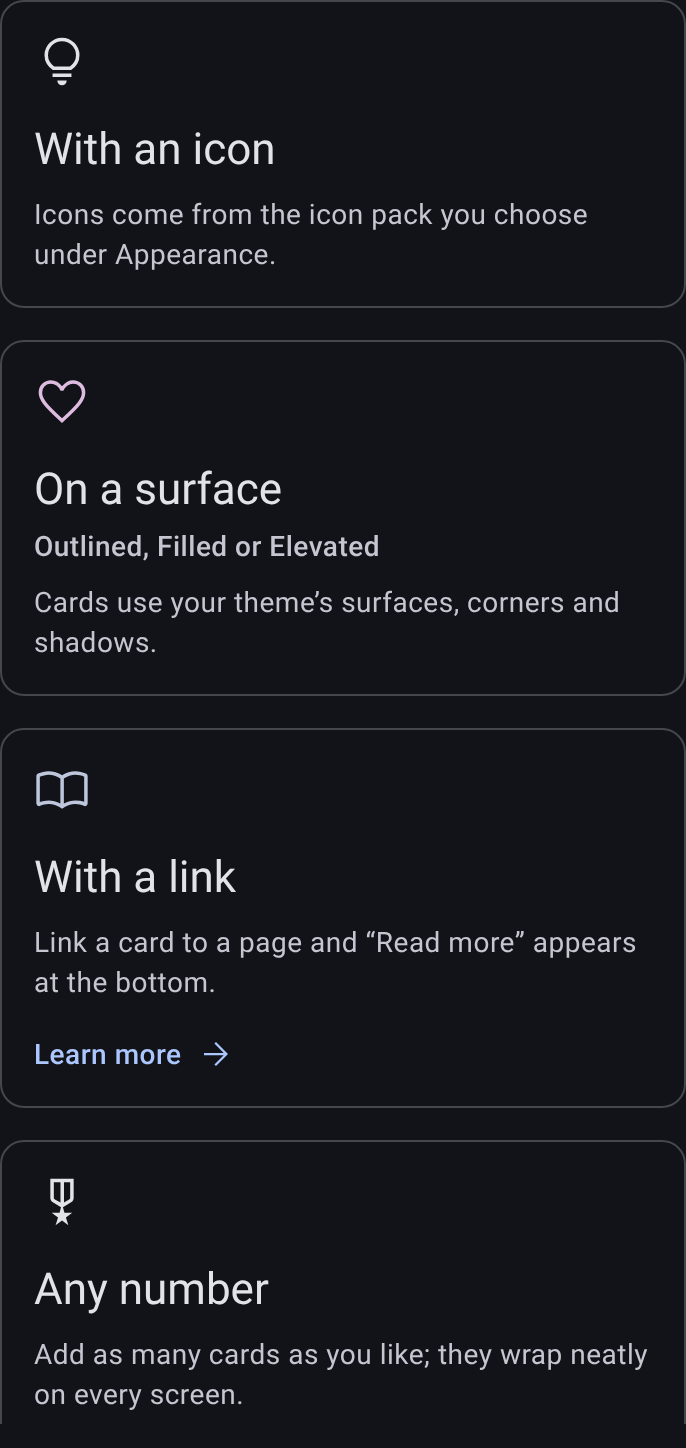 With an icon
Icons come from the icon pack you choose
under Appearance.
On a surface
Outlined, Filled or Elevated
Cards use your theme’s surfaces, corners and
shadows.
With a link
Link a card to a page and “Read more” appears
at the bottom.
Learn more
Any number
Add as many cards as you like; they wrap neatly
on every screen.